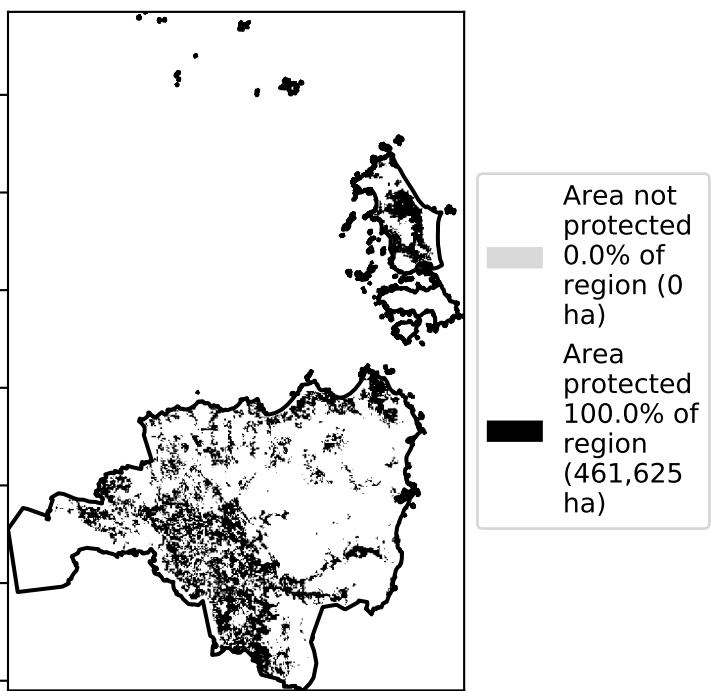 Area not
protected
0.0% of
region (0
ha)
Area
protected
100.0% of
region
(461,625
ha)